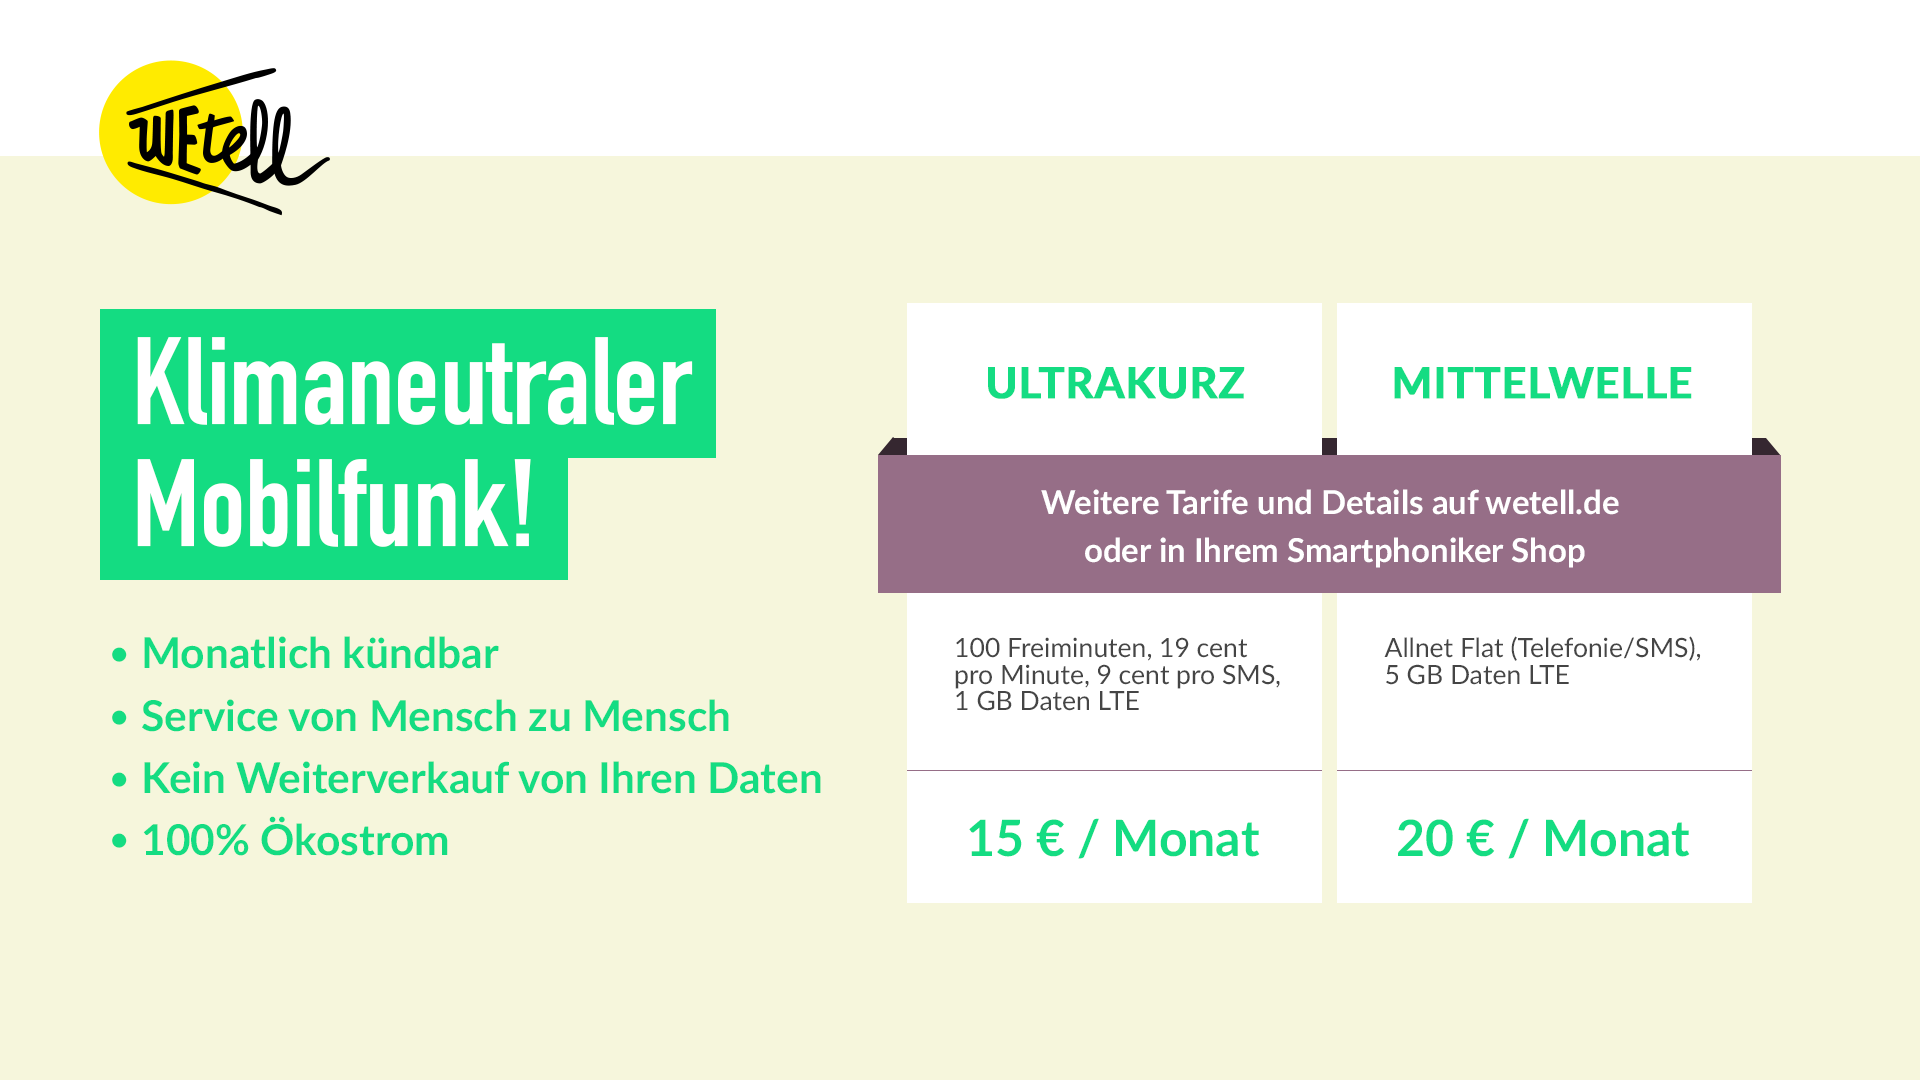 WEtell
Klimaneutraler
Mobilfunk!
• Monatlich kündbar
• Service von Mensch zu Mensch
• Kein Weiterverkauf von Ihren Daten
• 100% Ökostrom
ULTRAKURZ
MITTELWELLE
Weitere Tarife und Details auf wetell.de
oder in Ihrem Smartphoniker Shop
100 Freiminuten, 19 cent
pro Minute, 9 cent pro SMS,
1 GB Daten LTE
Allnet Flat (Telefonie/SMS),
5 GB Daten LTE
15 € / Monat
20 € / Monat